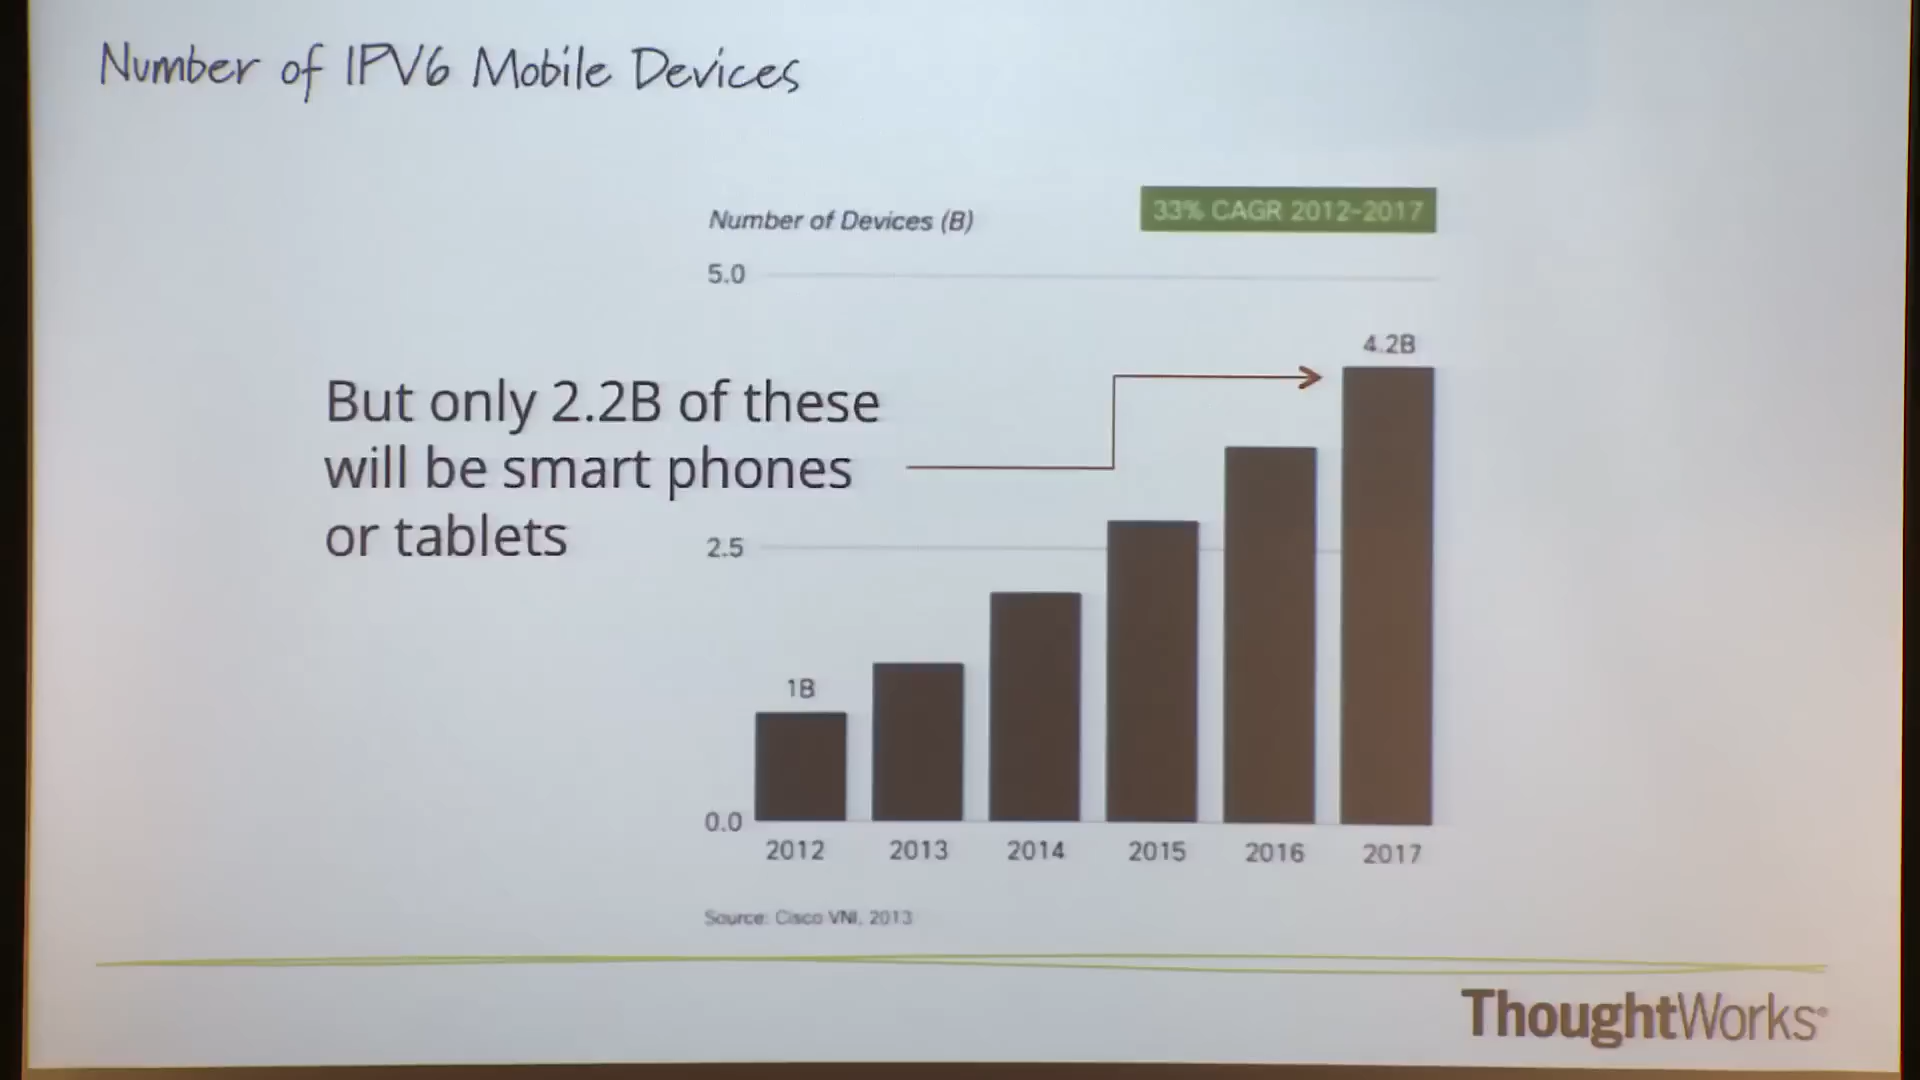 Number of IPV6 Mobile Devices
Number of Devices (B)
33% CAGR 2012-2017
5.0
4.2B
But only 2.2B of these
will be smart phones
or tablets
2.5
1B
0.0
2012 2013 2014 2015 2016 2017
Source: Cisco VNI, 2013
ThoughtWorks®